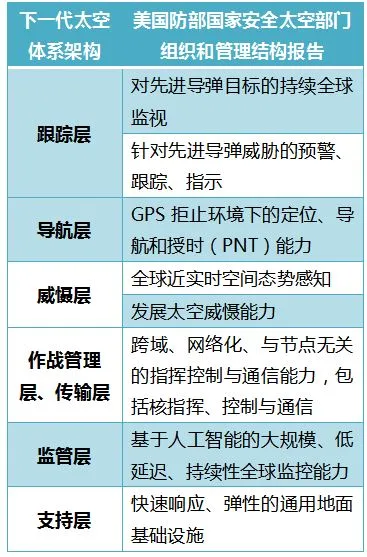 下一代太空
体系架构
美国防部国家安全太空部门
组织和管理结构报告
跟踪层
对先进导弹目标的持续全球
监视
针对先进导弹威胁的预警、
跟踪、指示
导航层
GPS 拒止环境下的定位、导
航和授时（PNT）能力
威慑层
全球近实时空间态势感知
发展太空威慑能力
作战管理
层、传输层
跨域、网络化、与节点无关
的指挥控制与通信能力，包
括核指挥、控制与通信
监管层
基于人工智能的大规模、低
延迟、持续性全球监控能力
支持层
快速响应、弹性的通用地面
基础设施